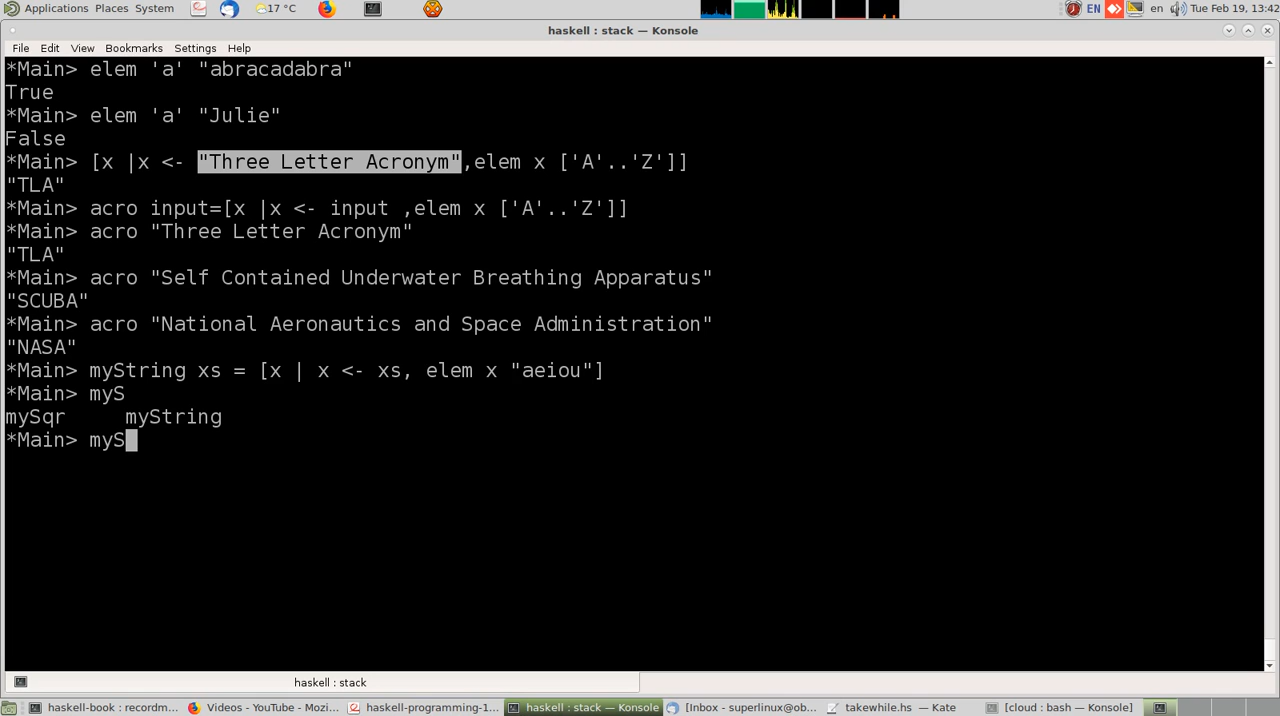 Applications Places System 17 °C EN en Tue Feb 19, 13:42
haskell : stack — Konsole
File Edit View Bookmarks Settings Help
*Main> elem 'a' "abracadabra"
True
*Main> elem 'a' "Julie"
False
*Main> [x |x <- "Three Letter Acronym",elem x ['A'..'Z']]
"TLA"
*Main> acro input=[x |x <- input ,elem x ['A'..'Z']]
*Main> acro "Three Letter Acronym"
"TLA"
*Main> acro "Self Contained Underwater Breathing Apparatus"
"SCUBA"
*Main> acro "National Aeronautics and Space Administration"
"NASA"
*Main> myString xs = [x | x <- xs, elem x "aeiou"]
*Main> myS
mySqr myString
*Main> myS
haskell : stack
haskell-book : recordm... Videos - YouTube - Mozi... haskell-programming-1... haskell : stack — Konsole [Inbox - superlinux@ob... takewhile.hs — Kate [cloud : bash — Konsole]